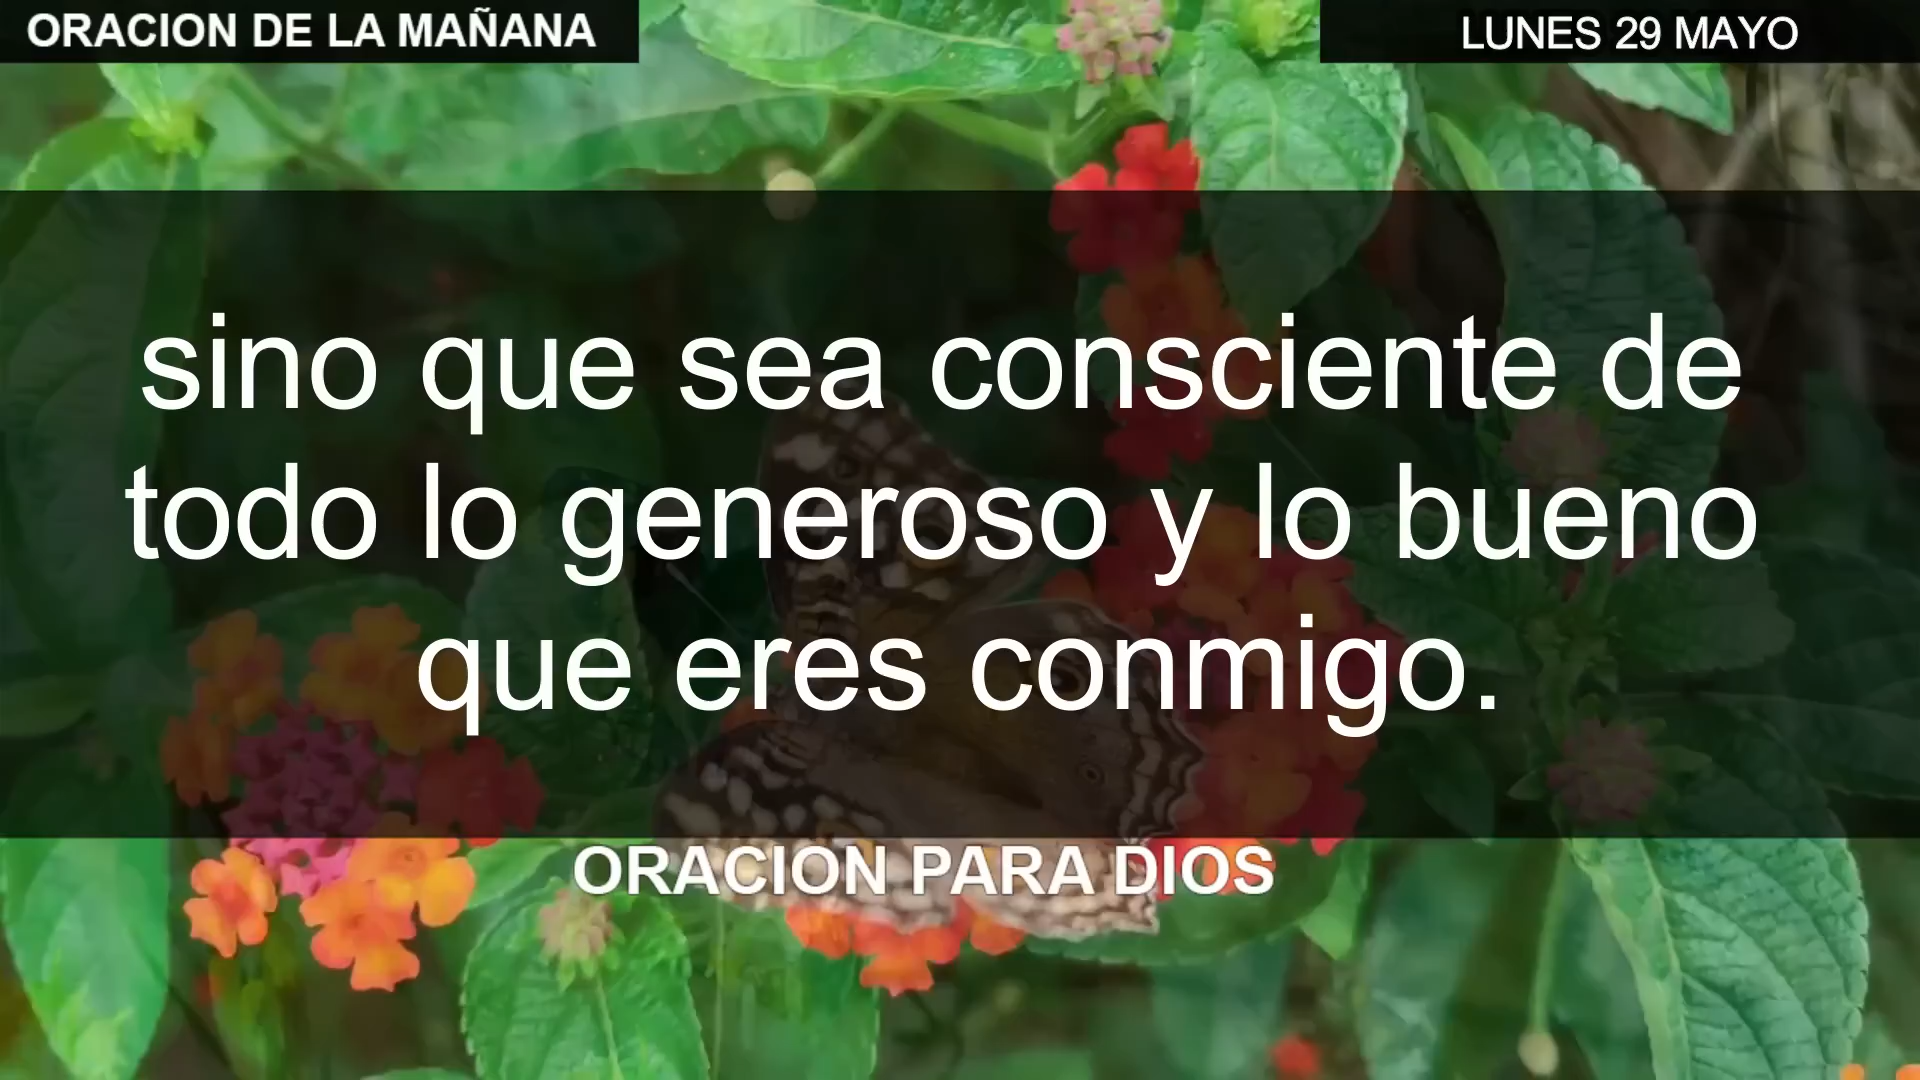 ORACION DE LA MAÑANA
LUNES 29 MAYO
sino que sea consciente de
todo lo generoso y lo bueno
que eres conmigo.
ORACION PARA DIOS